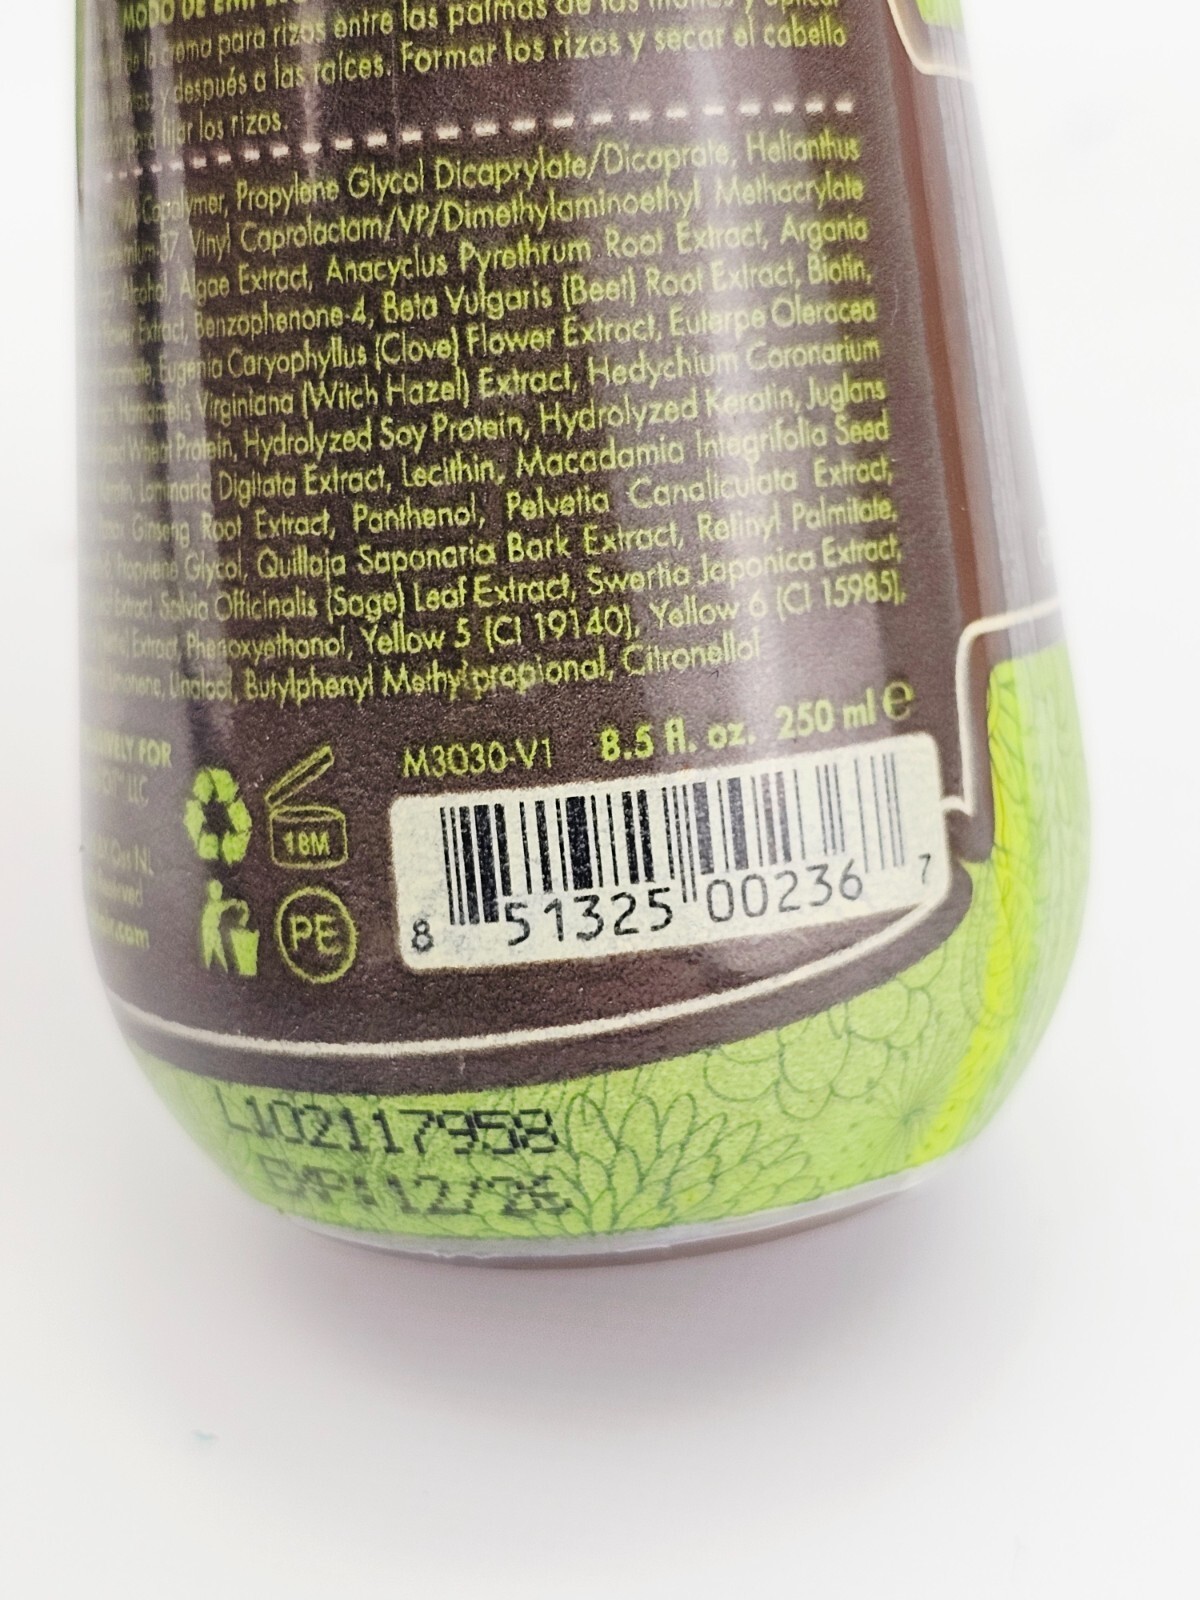 MODO DE
crema para rizos entre las palmas de las manos y aplicar
y después a las raíces. Formar los rizos y secar el cabello
para fijar los rizos.
Copolymer, Propylene Glycol Dicaprylate/Dicaprate, Helianthus
Vinyl Caprolactam/VP/Dimethylaminoethyl Methacrylate
Alcohol, Algae Extract, Anacyclus Pyrethrum Root Extract, Argania
Flower Extract, Benzophenone-4, Beta Vulgaris (Beet) Root Extract, Biotin,
Eugenia Caryophyllus (Clove) Flower Extract, Euterpe Oleracea
Hamamelis Virginiana (Witch Hazel) Extract, Hedychium Coronarium
Wheat Protein, Hydrolyzed Soy Protein, Hydrolyzed Keratin, Juglans
Laminaria Digitata Extract, Lecithin, Macadamia Integrifolia Seed
Ginseng Root Extract, Panthenol, Pelvetia Canaliculata Extract,
Propylene Glycol, Quillaja Saponaria Bark Extract, Retinyl Palmitate,
Extract, Salvia Officinalis (Sage) Leaf Extract, Swertia Japonica Extract,
Extract, Phenoxyethanol, Yellow 5 (CI 19140), Yellow 6 (CI 15985),
Limonene, Linalool, Butylphenyl Methylpropional, Citronellol
M3030-V1 8.5 fl. oz. 250 ml e
FOR
LLC
18M
NL
.com
PE
8 51325 00236 7
L102117958
EXP:12/26